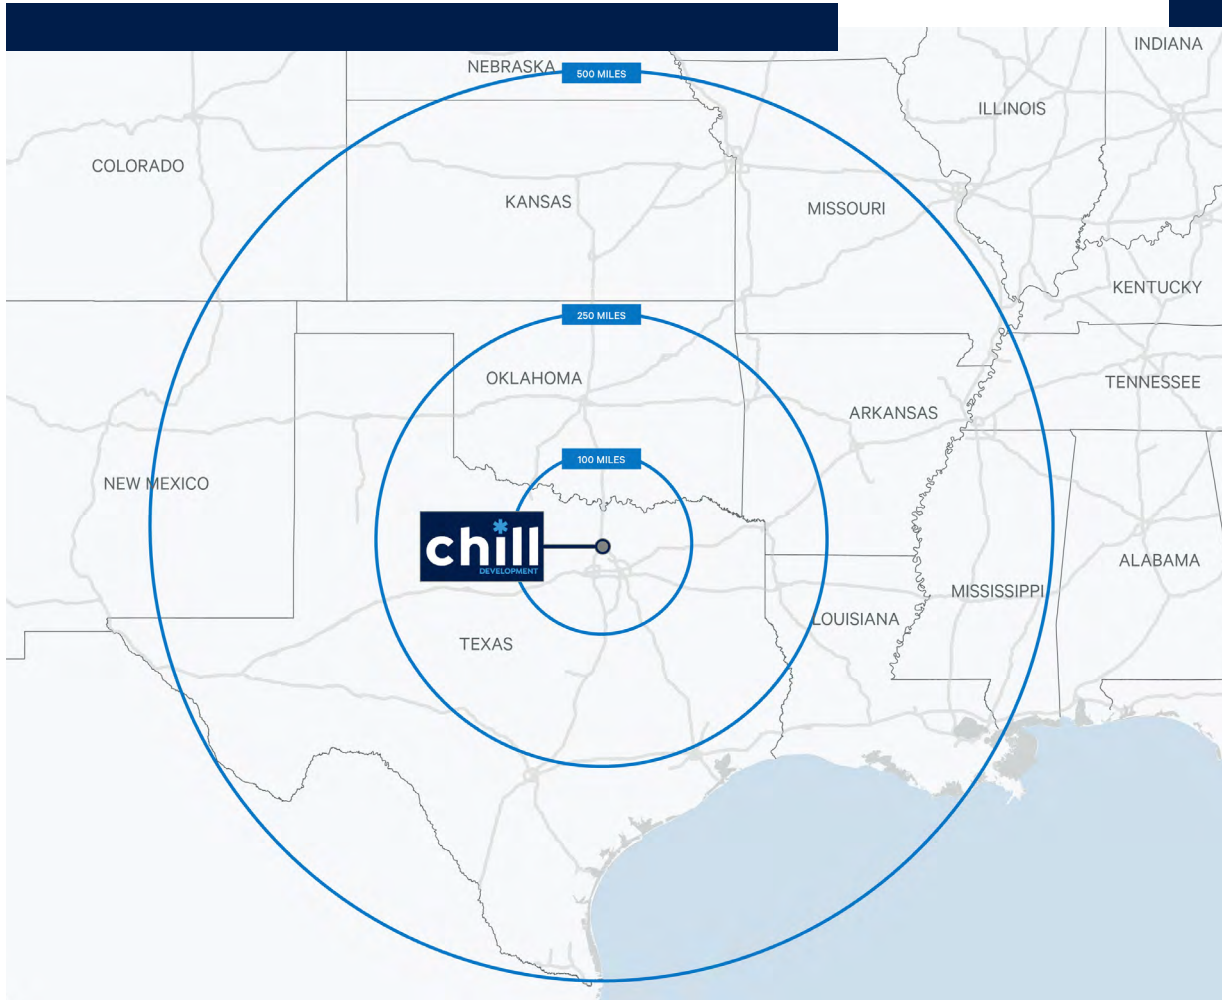 INDIANA
NEBRASKA
500 MILES
ILLINOIS
COLORADO
KANSAS
MISSOURI
KENTUCKY
250 MILES
OKLAHOMA
TENNESSEE
ARKANSAS
100 MILES
NEW MEXICO
chill
DEVELOPMENT
ALABAMA
MISSISSIPPI
LOUISIANA
TEXAS